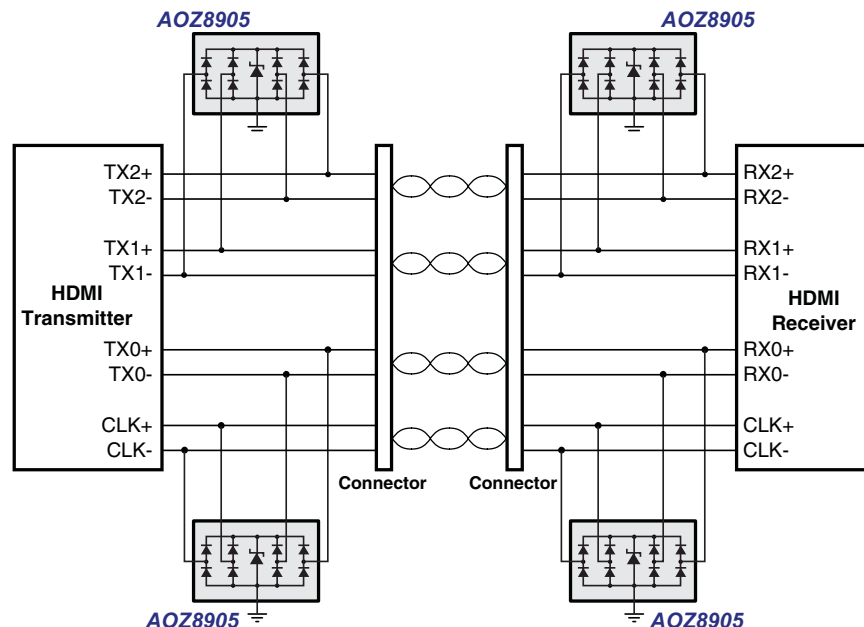 AOZ8905
AOZ8905
TX2+
TX2-
TX1+
TX1-
HDMI
Transmitter
TX0+
TX0-
CLK+
CLK-
RX2+
RX2-
RX1+
RX1-
HDMI
Receiver
RX0+
RX0-
CLK+
CLK-
Connector
Connector
AOZ8905
AOZ8905